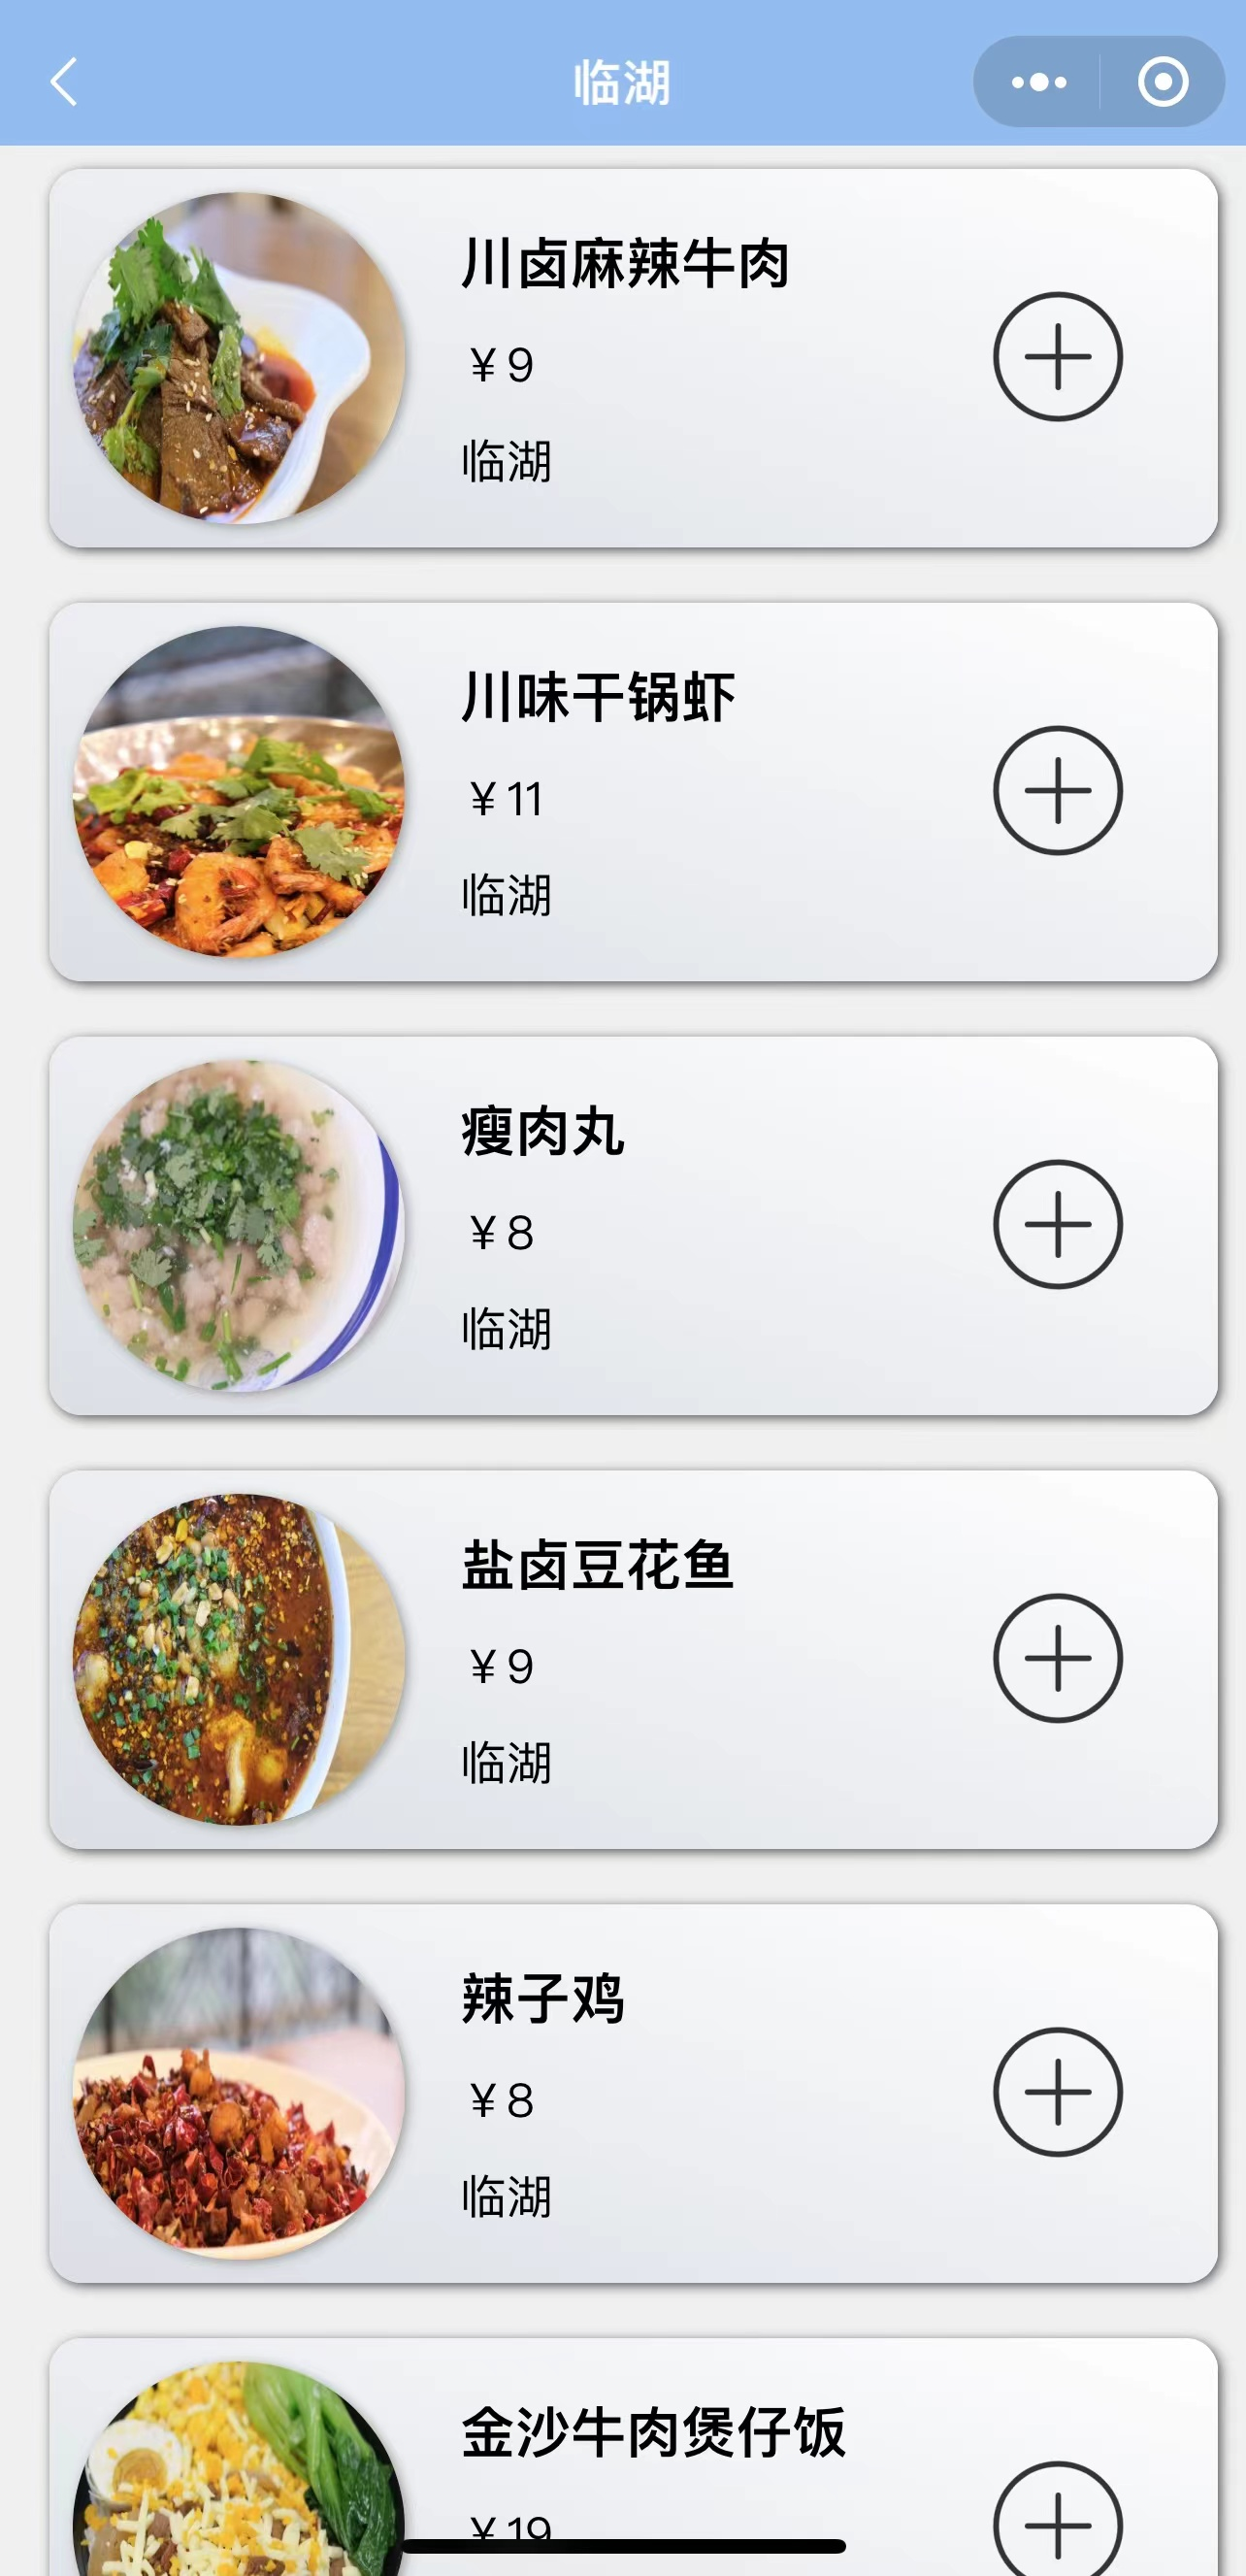 临湖
川卤麻辣牛肉
¥ 9
临湖
川味干锅虾
¥ 11
临湖
瘦肉丸
¥ 8
临湖
盐卤豆花鱼
¥ 9
临湖
辣子鸡
¥ 8
临湖
金沙牛肉煲仔饭
¥ 19